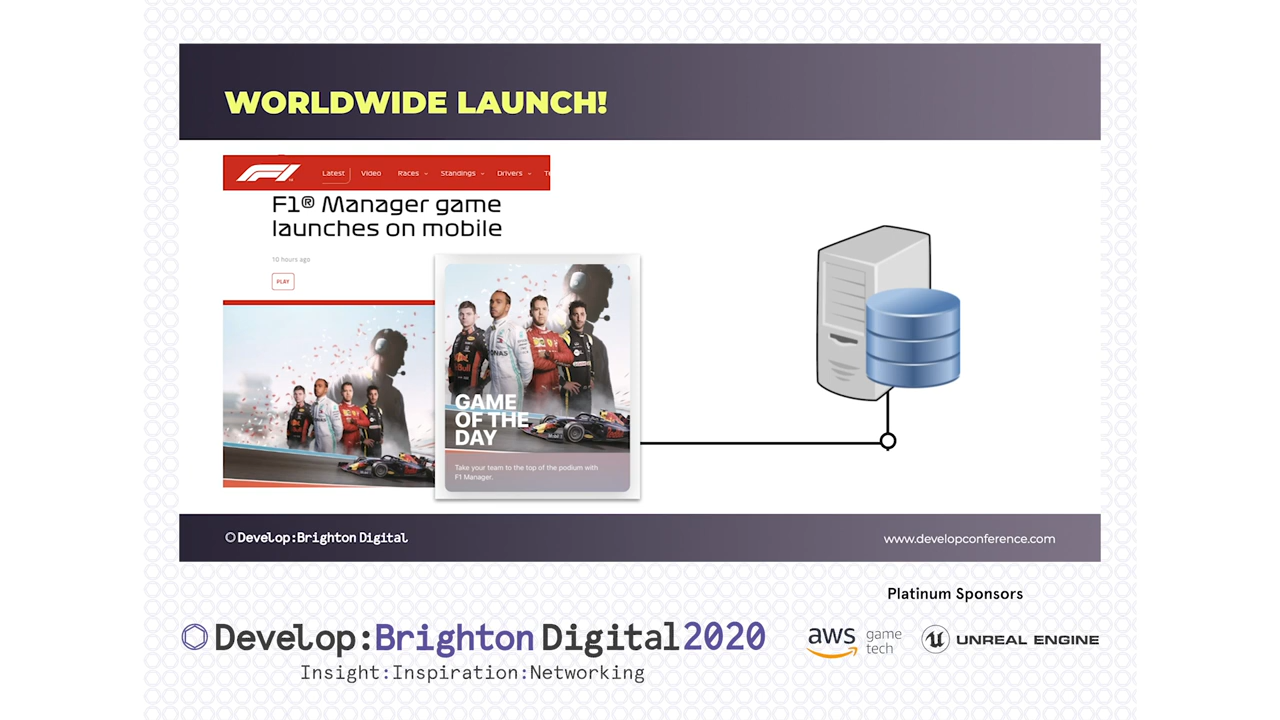 WORLDWIDE LAUNCH!
F1
Latest Video Races Standings Drivers
F1® Manager game
launches on mobile
10 hours ago
PLAY
GAME
OF THE
DAY
Take your team to the top of the podium with
F1 Manager.
Develop:Brighton Digital
www.developconference.com
Platinum Sponsors
Develop:Brighton Digital 2020
Insight:Inspiration:Networking
aws game
tech
UNREAL ENGINE